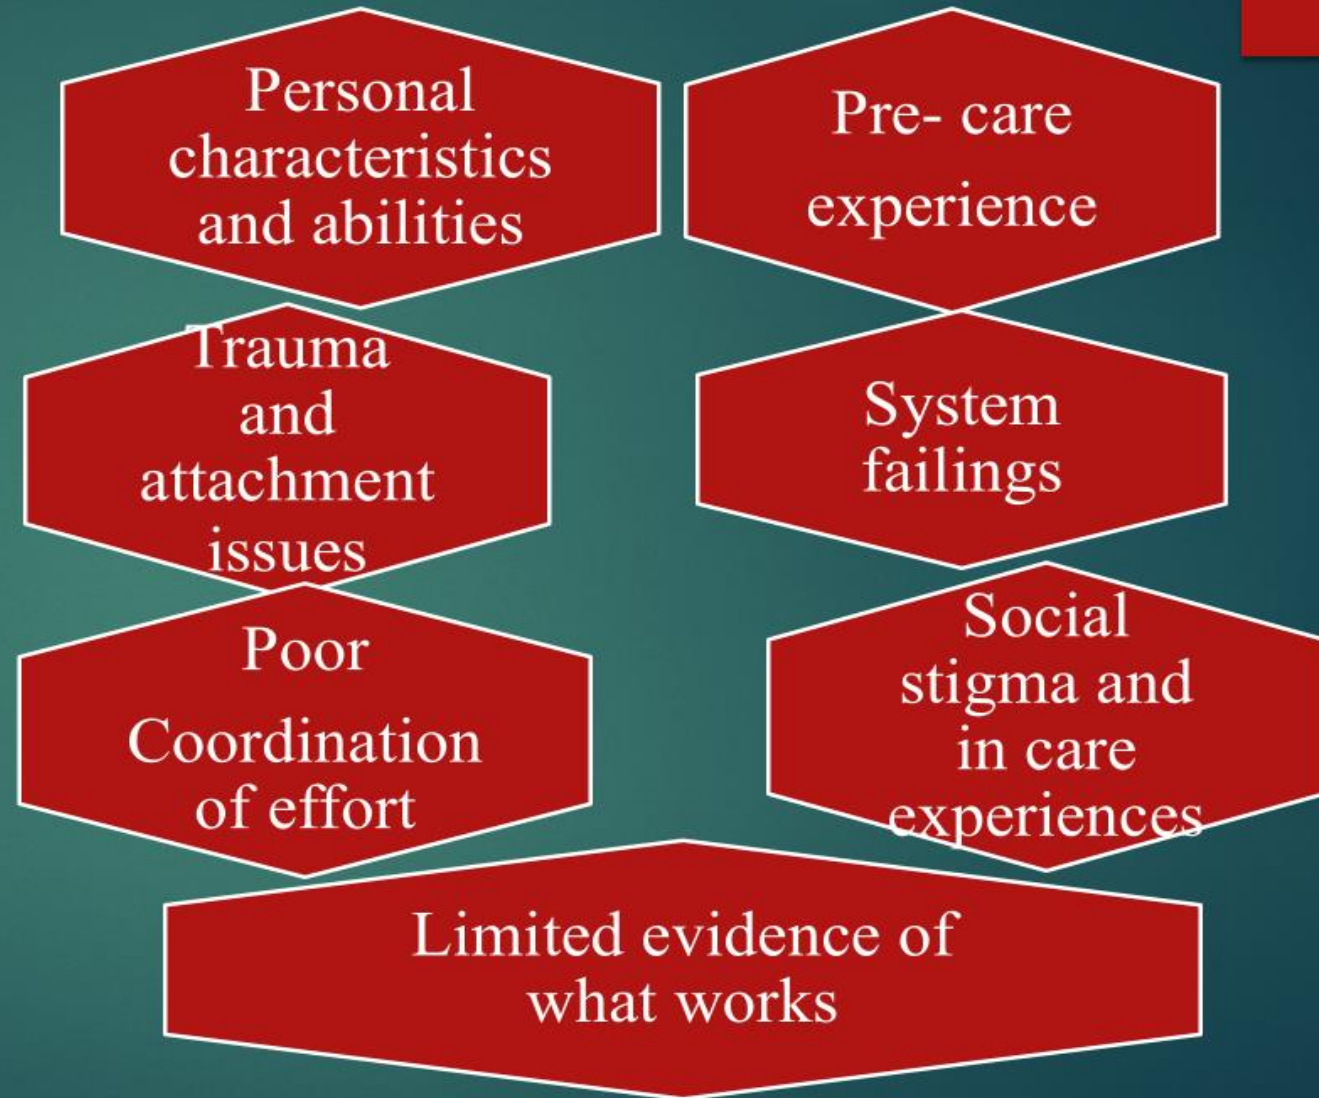 Personal
characteristics
and abilities
Pre- care
experience
Trauma
and
attachment
issues
System
failings
Poor
Coordination
of effort
Social
stigma and
in care
experiences
Limited evidence of
what works